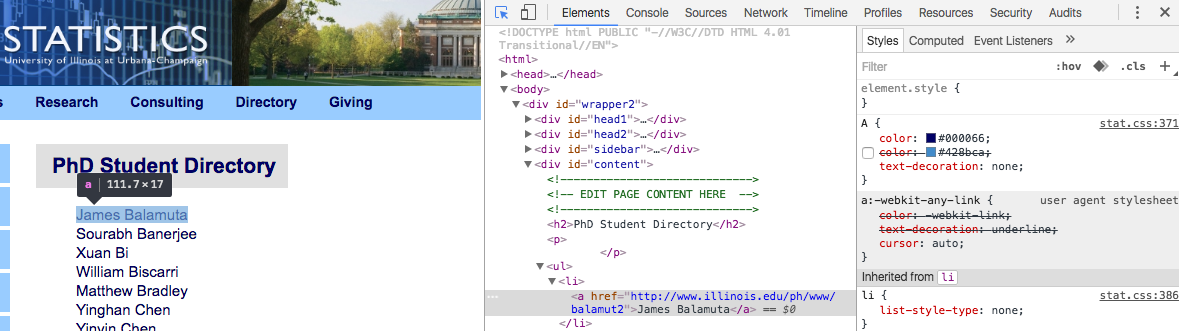 STATISTICS
University of Illinois at Urbana-Champaign
s Research Consulting Directory Giving
PhD Student Directory
a 111.7×17
James Balamuta
Sourabh Banerjee
Xuan Bi
William Biscarri
Matthew Bradley
Yinghan Chen
Yinyin Chen
Elements Console Sources Network Timeline Profiles Resources Security Audits
<!DOCTYPE html PUBLIC "-//W3C//DTD HTML 4.01
Transitional//EN">
<html>
▶<head>…</head>
▼<body>
▼<div id="wrapper2">
▶<div id="head1">…</div>
▶<div id="head2">…</div>
▶<div id="sidebar">…</div>
▼<div id="content">
<!----------------------------->
<!-- EDIT PAGE CONTENT HERE -->
<!----------------------------->
<h2>PhD Student Directory</h2>
<p>
</p>
▼<ul>
▼<li>
… <a href="http://www.illinois.edu/ph/www/
balamut2">James Balamuta</a> == $0
</li>
Styles Computed Event Listeners »
Filter :hov .cls +
element.style {
}
A { stat.css:371
color: #000066;
color: #428bca;
text-decoration: none;
}
a:-webkit-any-link { user agent stylesheet
color: -webkit-link;
text-decoration: underline;
cursor: auto;
}
Inherited from li
li { stat.css:386
list-style-type: none;
}